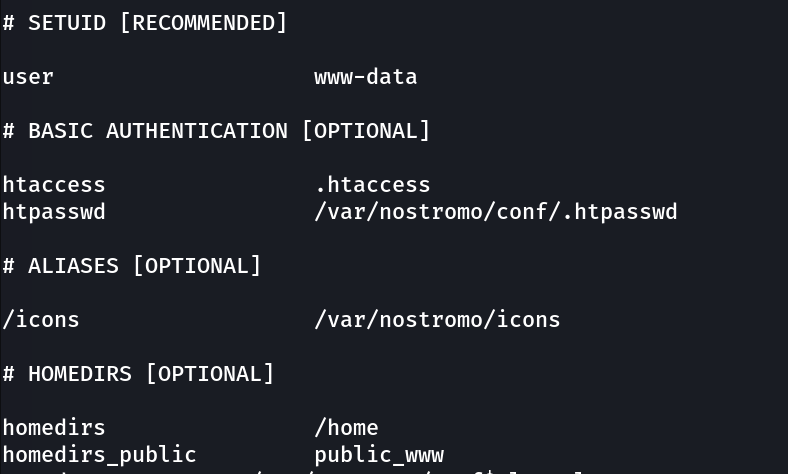 # SETUID [RECOMMENDED]
user www-data
# BASIC AUTHENTICATION [OPTIONAL]
htaccess .htaccess
htpasswd /var/nostromo/conf/.htpasswd
# ALIASES [OPTIONAL]
/icons /var/nostromo/icons
# HOMEDIRS [OPTIONAL]
homedirs /home
homedirs_public public_www